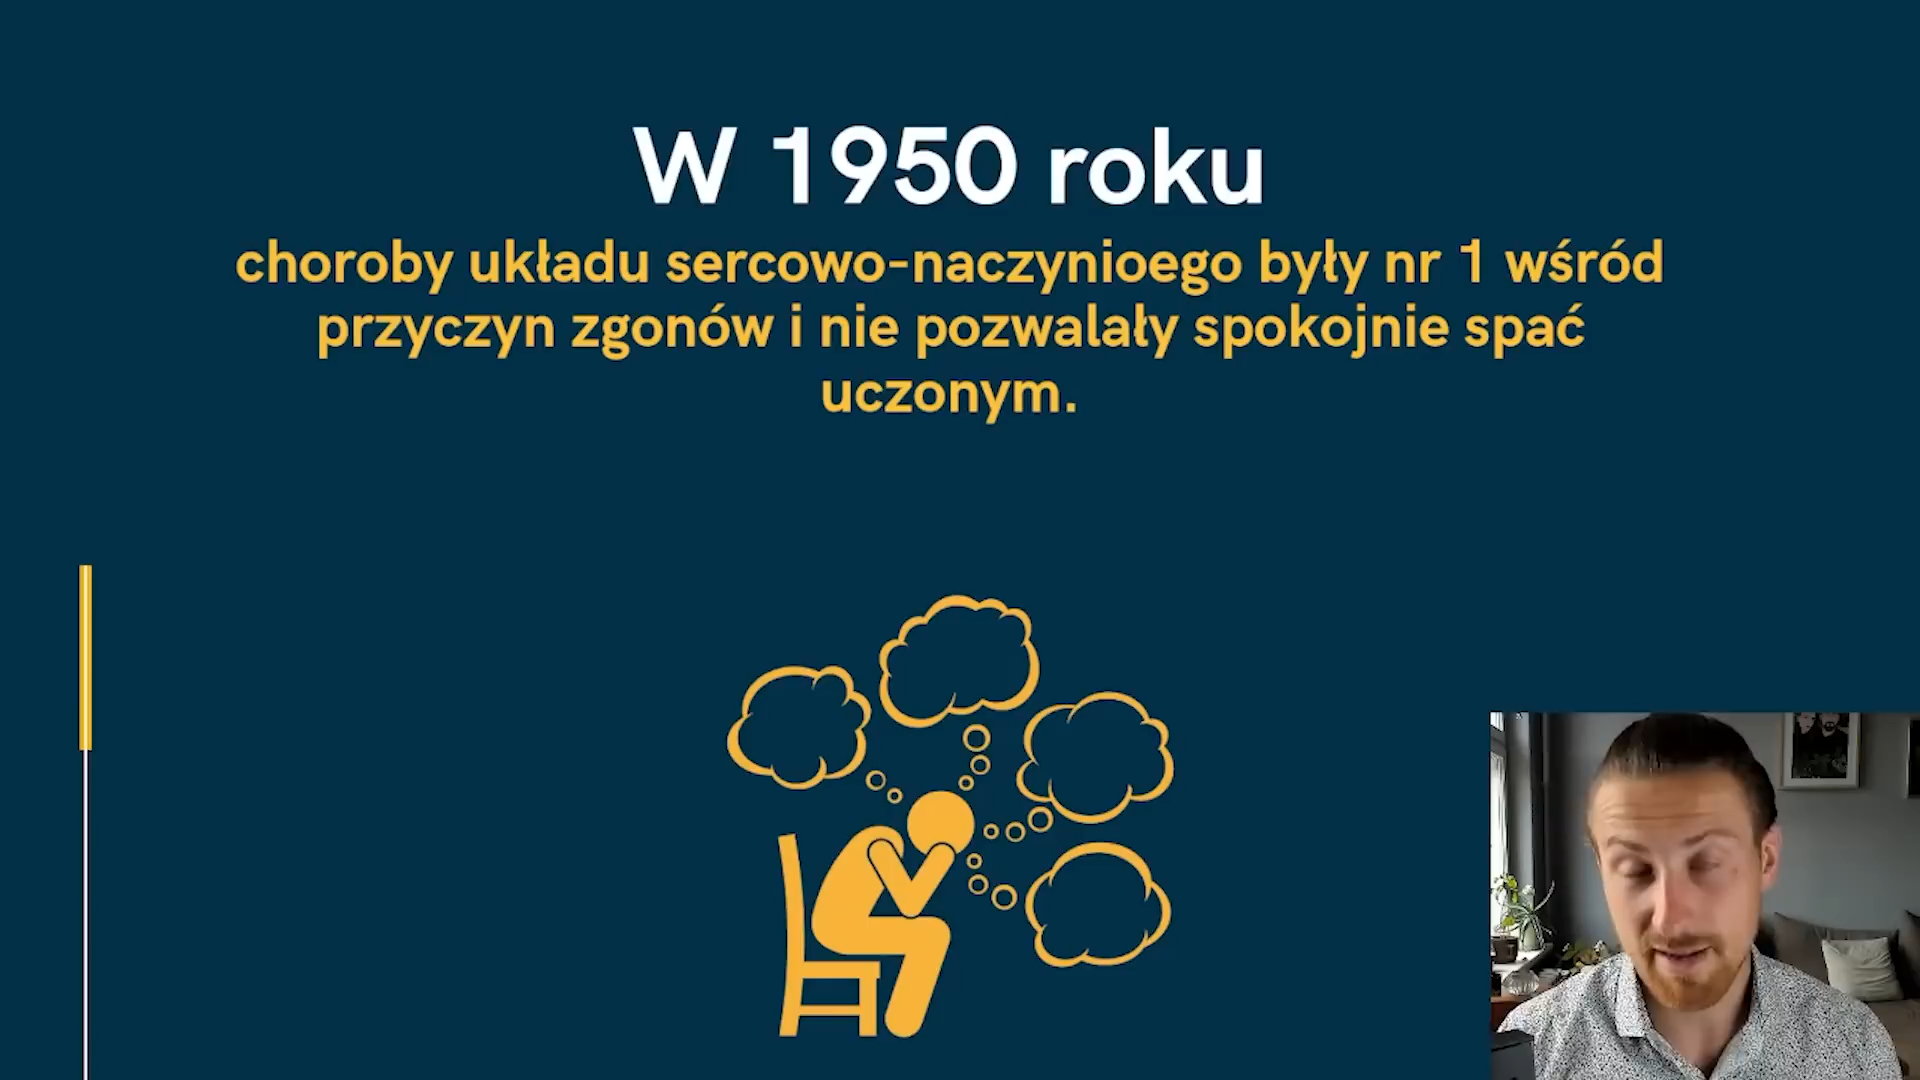 W 1950 roku
choroby układu sercowo-naczynioego były nr 1 wśród
przyczyn zgonów i nie pozwalały spokojnie spać
uczonym.